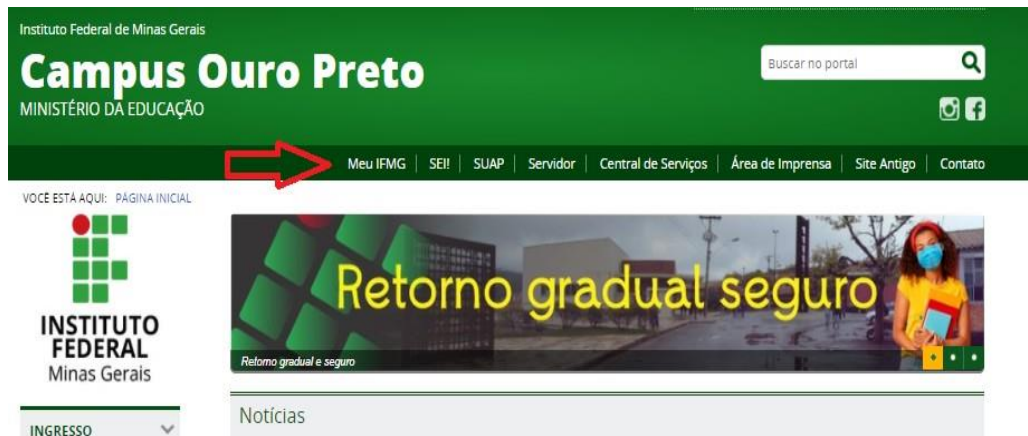 Instituto Federal de Minas Gerais
Campus Ouro Preto
MINISTÉRIO DA EDUCAÇÃO
Buscar no portal
Meu IFMG | SEI! | SUAP | Servidor | Central de Serviços | Área de Imprensa | Site Antigo | Contato
VOCÊ ESTÁ AQUI: PÁGINA INICIAL
INSTITUTO
FEDERAL
Minas Gerais
Retorno gradual seguro
Retorno gradual e seguro
Notícias
INGRESSO